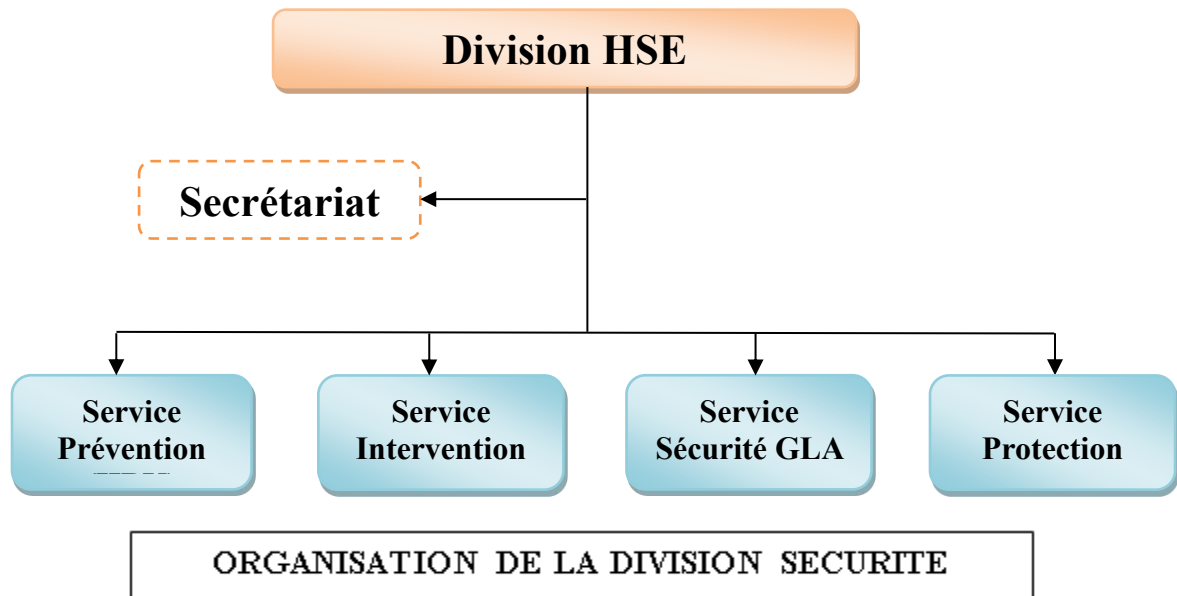 Division HSE
Secrétariat
Service
Prévention
Service
Intervention
Service
Sécurité GLA
Service
Protection
ORGANISATION DE LA DIVISION SECURITE